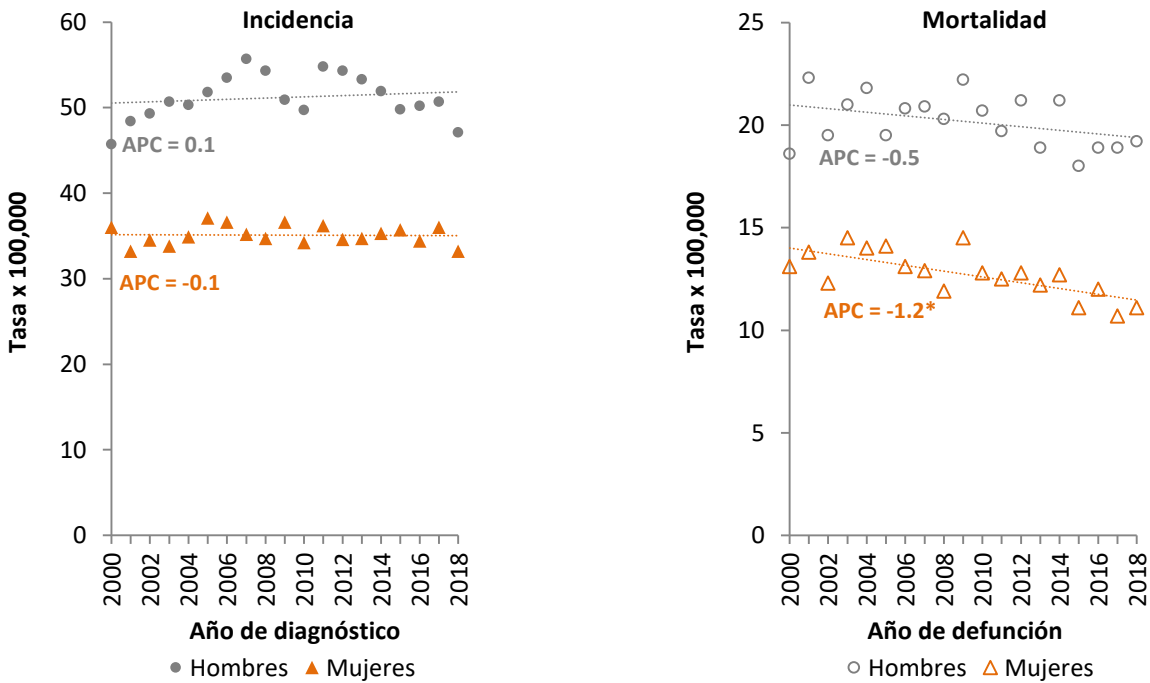 Incidencia
Tasa x 100,000
60
50
40
30
20
10
0
APC = 0.1
APC = -0.1
2000
2002
2004
2006
2008
2010
2012
2014
2016
2018
Año de diagnóstico
Hombres Mujeres
Mortalidad
Tasa x 100,000
25
20
15
10
5
0
APC = -0.5
APC = -1.2*
2000
2002
2004
2006
2008
2010
2012
2014
2016
2018
Año de defunción
Hombres Mujeres